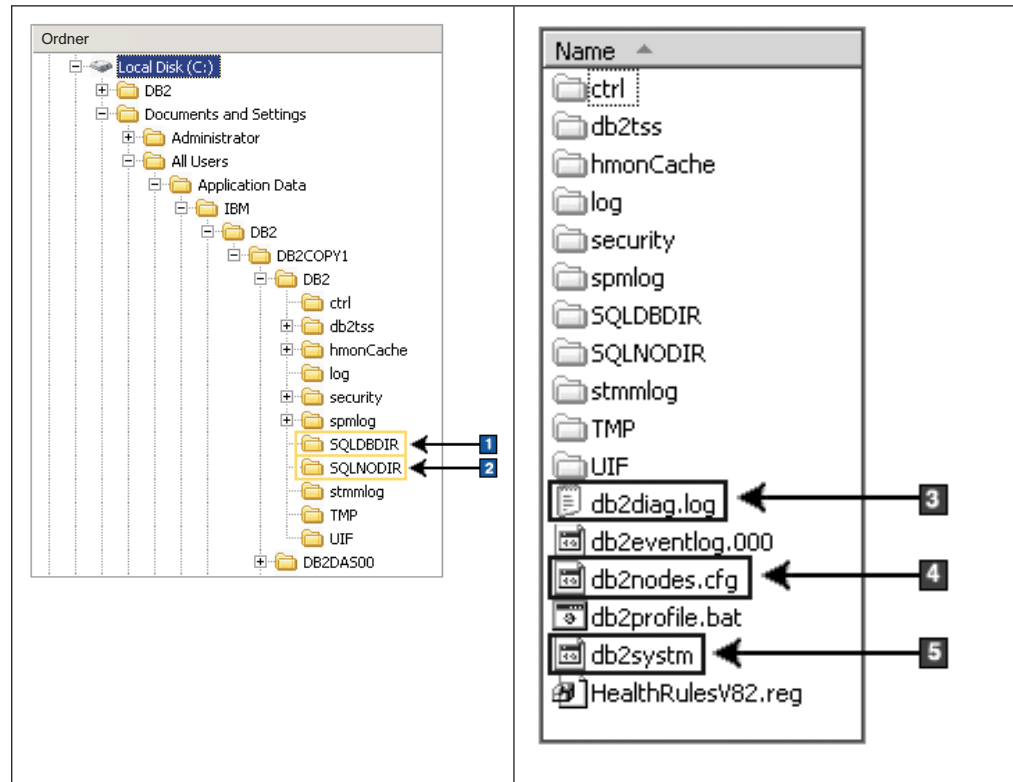 Ordner
Local Disk (C:)
DB2
Documents and Settings
Administrator
All Users
Application Data
IBM
DB2
DB2COPY1
DB2
ctrl
db2tss
hmonCache
log
security
spmlog
SQLDBDIR
1
SQLNODIR
2
stmmlog
TMP
UIF
DB2DAS00
Name
ctrl
db2tss
hmonCache
log
security
spmlog
SQLDBDIR
SQLNODIR
stmmlog
TMP
UIF
db2diag.log
3
db2eventlog.000
db2nodes.cfg
4
db2profile.bat
db2systm
5
HealthRulesV82.reg